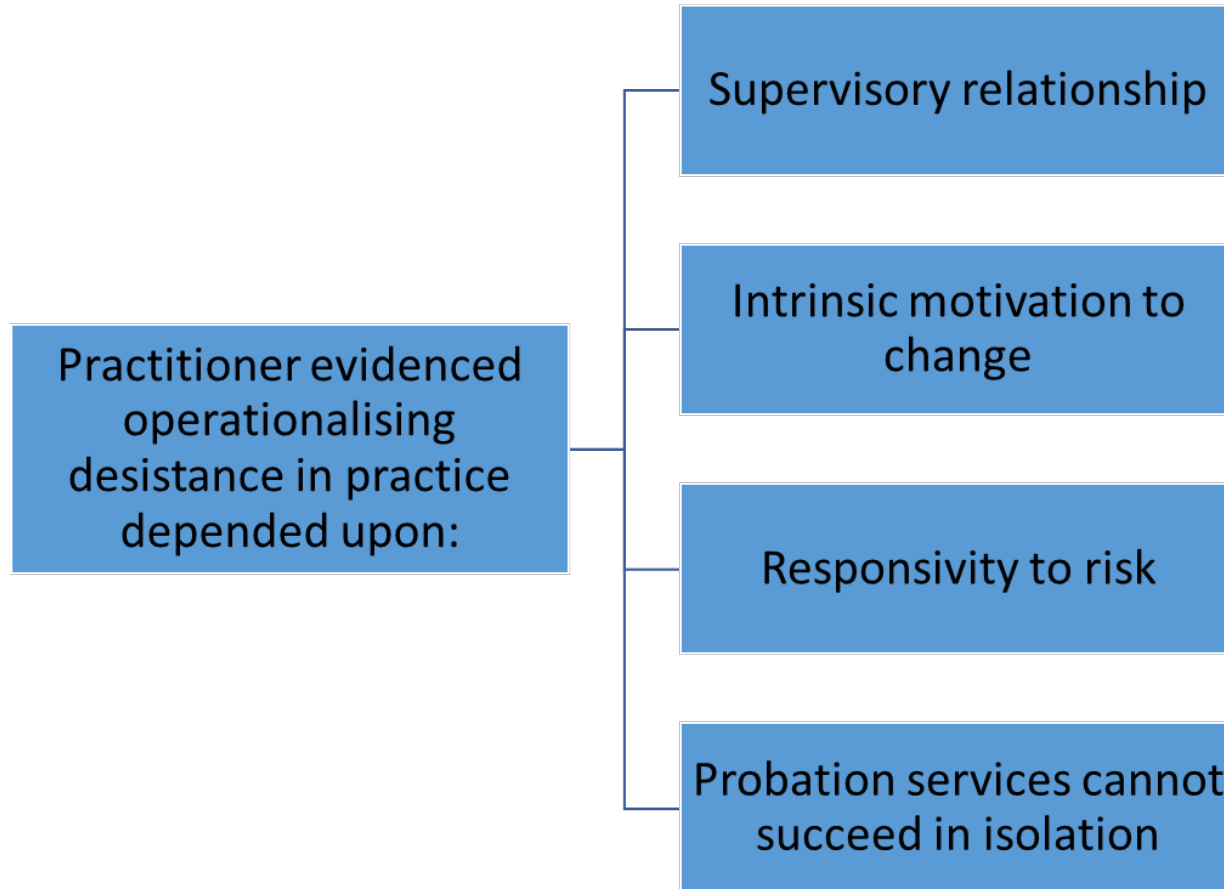 Practitioner evidenced
operationalising
desistance in practice
depended upon:
Supervisory relationship
Intrinsic motivation to
change
Responsivity to risk
Probation services cannot
succeed in isolation